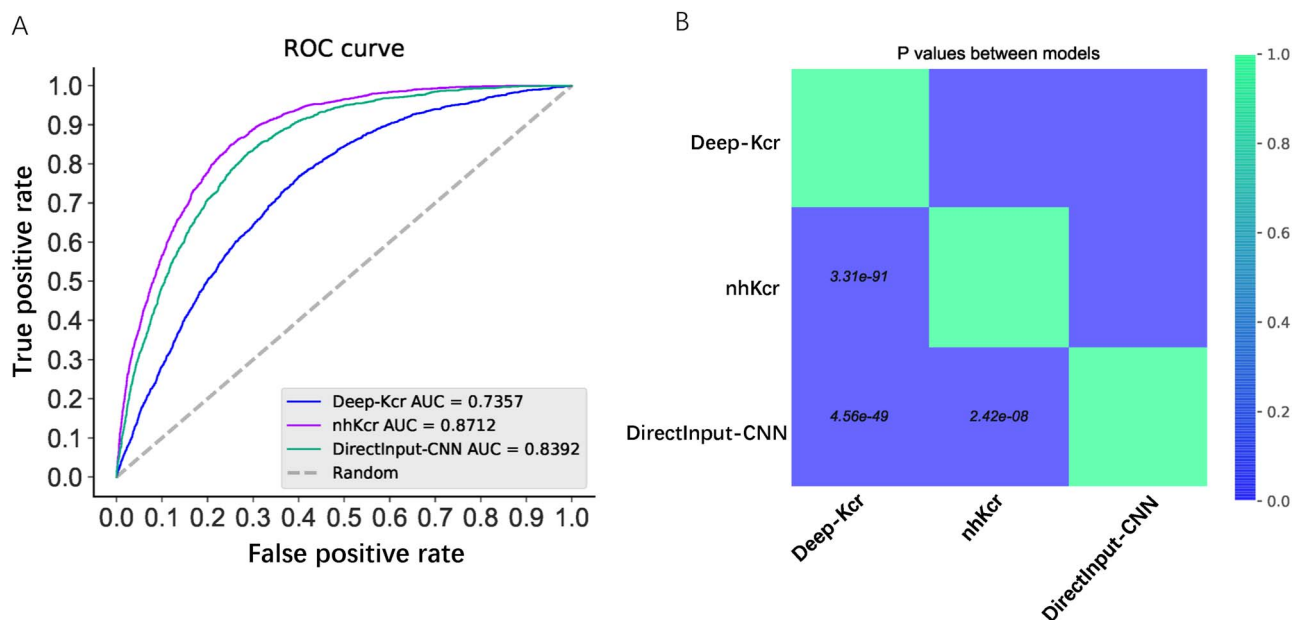 A
ROC curve
True positive rate
1.0
0.9
0.8
0.7
0.6
0.5
0.4
0.3
0.2
0.1
0.0
Deep-Kcr AUC = 0.7357
nhKcr AUC = 0.8712
DirectInput-CNN AUC = 0.8392
Random
0.0 0.1 0.2 0.3 0.4 0.5 0.6 0.7 0.8 0.9 1.0
False positive rate
B
P values between models
Deep-Kcr
nhKcr
DirectInput-CNN
3.31e-91
4.56e-49 2.42e-08
Deep-Kcr
nhKcr
DirectInput-CNN
1.0
0.8
0.6
0.4
0.2
0.0